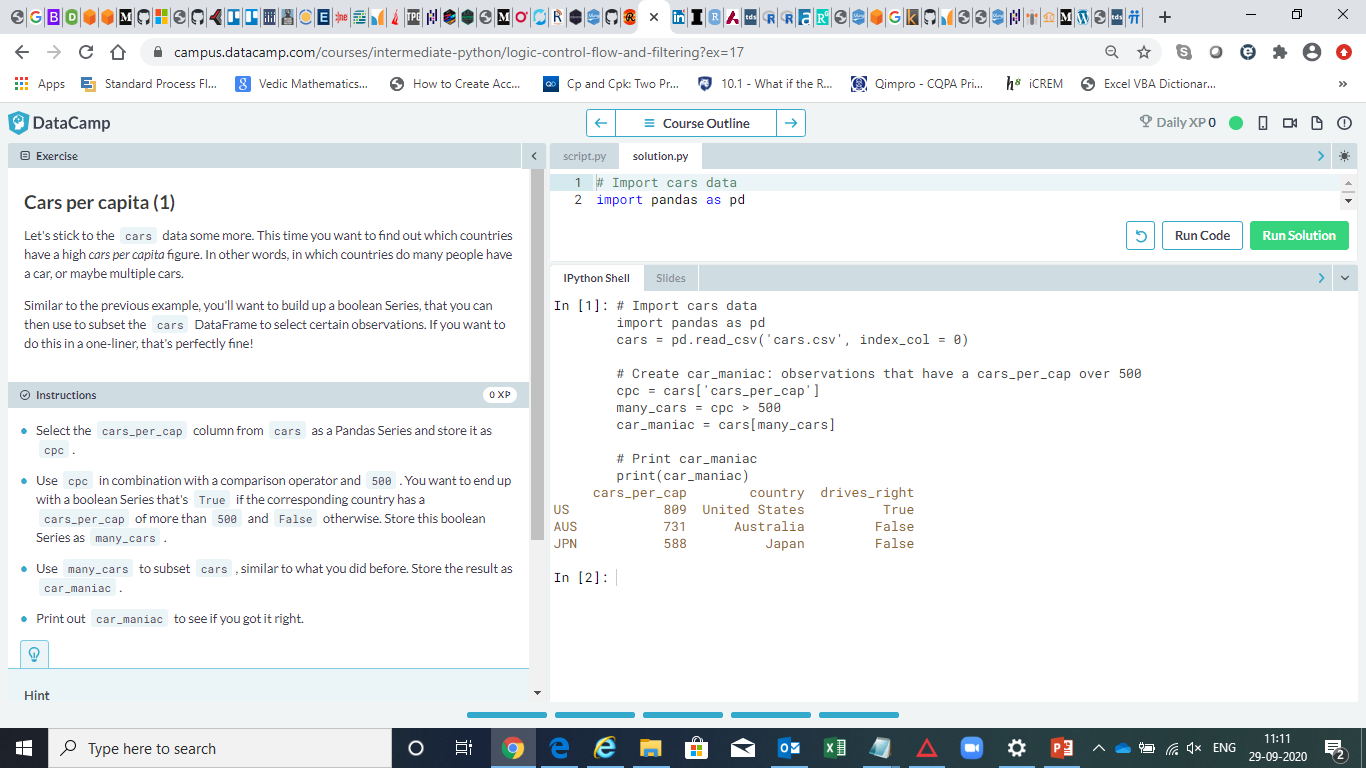 campus.datacamp.com/courses/intermediate-python/logic-control-flow-and-filtering?ex=17
Apps
Standard Process Fl...
Vedic Mathematics...
How to Create Acc...
Cp and Cpk: Two Pr...
10.1 - What if the R...
Qimpro - CQPA Pri...
iCREM
Excel VBA Dictionar...
»
DataCamp
Course Outline
Daily XP 0
Exercise
script.py
solution.py
Cars per capita (1)
Let's stick to the cars data some more. This time you want to find out which countries
have a high cars per capita figure. In other words, in which countries do many people have
a car, or maybe multiple cars.
Similar to the previous example, you'll want to build up a boolean Series, that you can
then use to subset the cars DataFrame to select certain observations. If you want to
do this in a one-liner, that's perfectly fine!
Instructions
0 XP
Select the cars_per_cap column from cars as a Pandas Series and store it as
cpc .
Use cpc in combination with a comparison operator and 500 . You want to end up
with a boolean Series that's True if the corresponding country has a
cars_per_cap of more than 500 and False otherwise. Store this boolean
Series as many_cars .
Use many_cars to subset cars , similar to what you did before. Store the result as
car_maniac .
Print out car_maniac to see if you got it right.
Hint
1 # Import cars data
2 import pandas as pd
Run Code
Run Solution
IPython Shell
Slides
In [1]: # Import cars data
import pandas as pd
cars = pd.read_csv('cars.csv', index_col = 0)
# Create car_maniac: observations that have a cars_per_cap over 500
cpc = cars['cars_per_cap']
many_cars = cpc > 500
car_maniac = cars[many_cars]
# Print car_maniac
print(car_maniac)
cars_per_cap country drives_right
US 809 United States True
AUS 731 Australia False
JPN 588 Japan False
In [2]:
Type here to search
ENG
11:11
29-09-2020
2